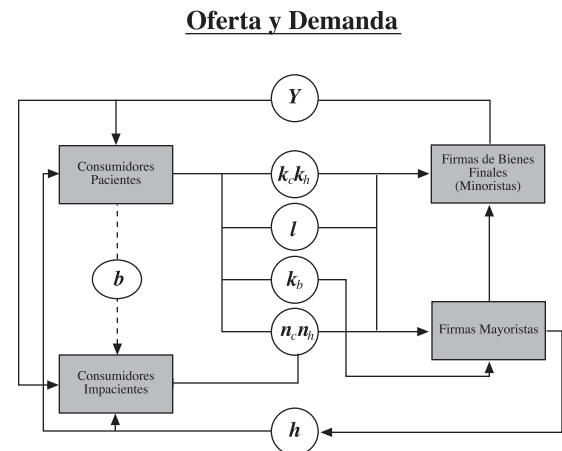 Oferta y Demanda
Y
Consumidores
Pacientes
k_c k_h
Firmas de Bienes
Finales
(Minoristas)
l
b
k_b
n_c n_h
Firmas Mayoristas
Consumidores
Impacientes
h